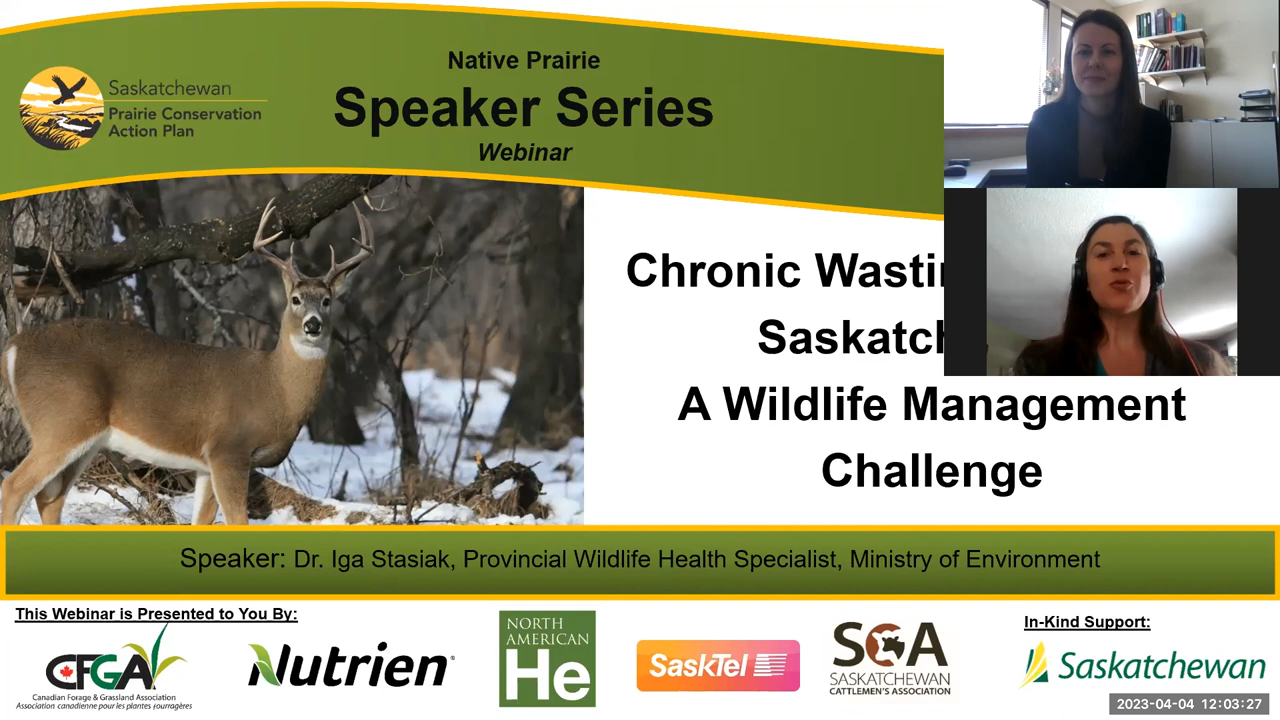 Native Prairie
Speaker Series
Webinar
Saskatchewan
Prairie Conservation
Action Plan
Chronic
A Wildlife Management
Challenge
Speaker: Dr. Iga Stasiak, Provincial Wildlife Health Specialist, Ministry of Environment
This Webinar is Presented to You By:
CFGA
Canadian Forage & Grassland Association
Association canadienne pour les plantes fourragères
Nutrien
NORTH
AMERICAN
He
SaskTel
SCA
SASKATCHEWAN
CATTLEMEN'S ASSOCIATION
In-Kind Support:
Saskatchewan
2023-04-04 12:03:27